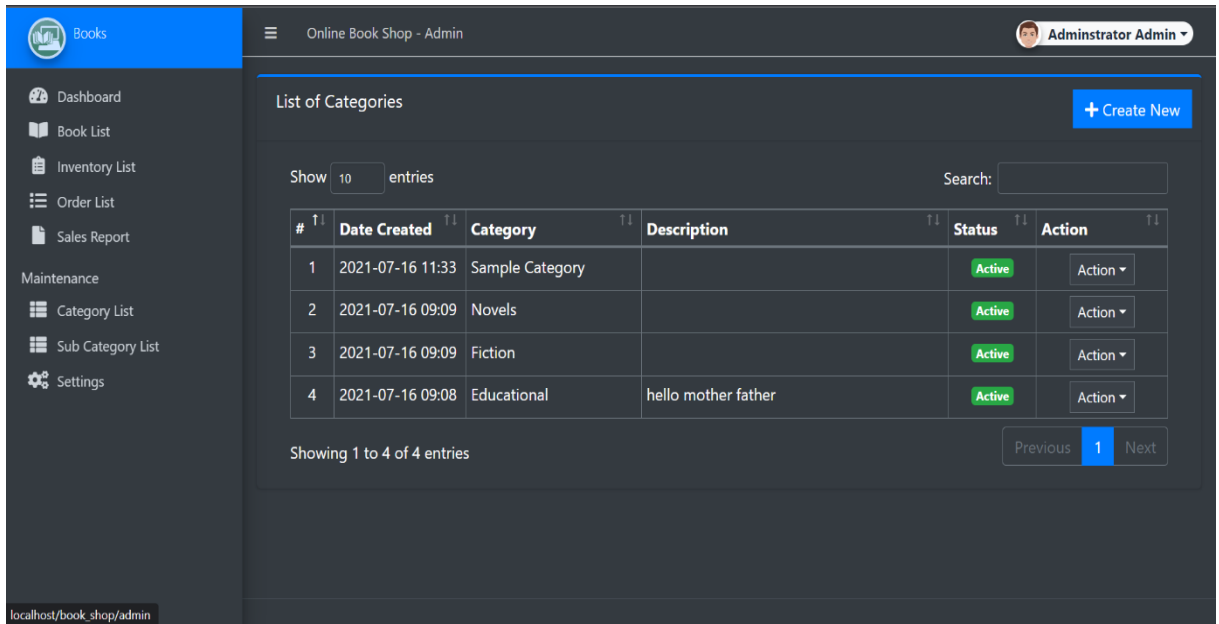 Books
Online Book Shop - Admin
Adminstrator Admin
Dashboard
Book List
Inventory List
Order List
Sales Report
Maintenance
Category List
Sub Category List
Settings
List of Categories
Create New
Show 10 entries
Search:
# Date Created Category Description Status Action
1 2021-07-16 11:33 Sample Category Active Action
2 2021-07-16 09:09 Novels Active Action
3 2021-07-16 09:09 Fiction Active Action
4 2021-07-16 09:08 Educational hello mother father Active Action
Showing 1 to 4 of 4 entries
Previous 1 Next
localhost/book_shop/admin